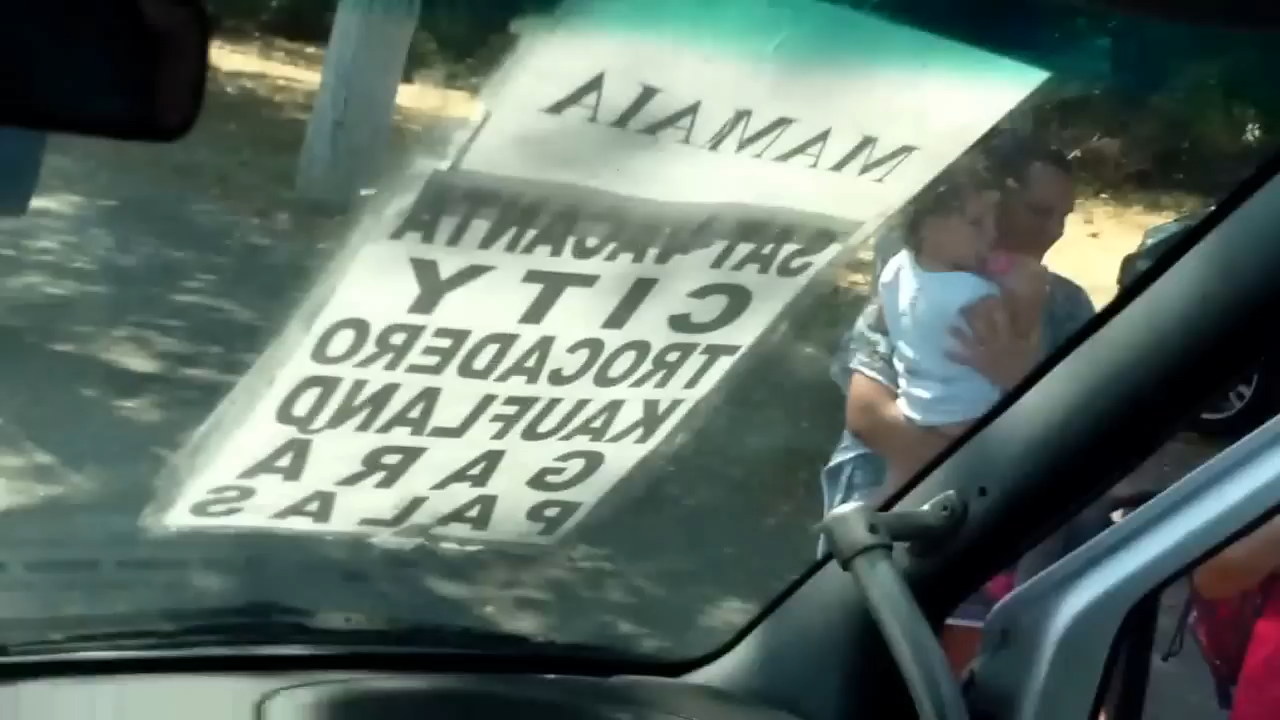 MAMAIA
SAT VACANTA
CITY
TROCADERO
KAUFLAND
GARA
PALAS